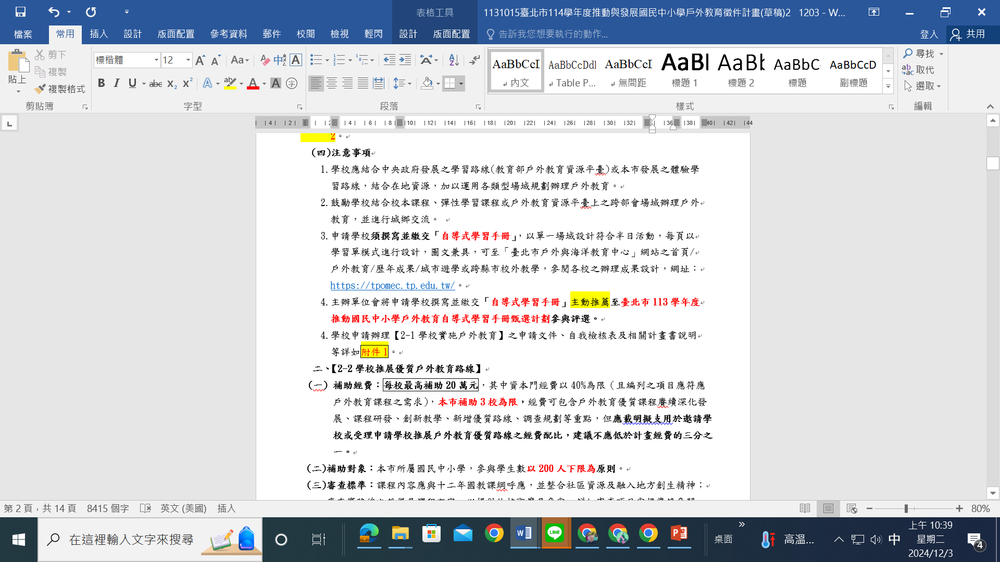 表格工具
1131015臺北市114學年度推動與發展國民中小學戶外教育徵件計畫(草稿)2 1203 - W...
檔案 常用 插入 設計 版面配置 參考資料 郵件 校閱 檢視 輕閃 設計 版面配置 告訴我您想要執行的動作... 登入 共用
貼上 剪下 複製 複製格式
標楷體 12
AaBbCcI AaBbCcDdI AaBbCcI AaBl AaBb AaBbC AaBbCcD
內文 Table P... 無間距 標題 1 標題 2 標題 副標題
尋找 取代 選取
剪貼簿 字型 段落 樣式 編輯
2。
(四)注意事項
1.學校應結合中央政府發展之學習路線(教育部戶外教育資源平臺)或本市發展之體驗學
習路線，結合在地資源，加以運用各類型場域規劃辦理戶外教育。
2.鼓勵學校結合校本課程、彈性學習課程或戶外教育資源平臺上之跨部會場域辦理戶外
教育，並進行城鄉交流。
3.申請學校須撰寫並繳交「自導式學習手冊」，以單一場域設計符合半日活動，每頁以
學習單模式進行設計，圖文兼具，可至「臺北市戶外與海洋教育中心」網站之首頁/
戶外教育/歷年成果/城市遊學或跨縣市校外教學，參閱各校之辦理成果設計，網址：
https://tpomec.tp.edu.tw/。
4.主辦單位會將申請學校撰寫並繳交「自導式學習手冊」主動推薦至臺北市113學年度
推動國民中小學戶外教育自導式學習手冊甄選計劃參與評選。
4.學校申請辦理【2-1學校實施戶外教育】之申請文件、自我檢核表及相關計畫書說明
等詳如附件1。
二、【2-2學校推展優質戶外教育路線】
(一) 補助經費：每校最高補助20萬元，其中資本門經費以40%為限（且編列之項目應符應
戶外教育課程之需求），本市補助3校為限，經費可包含戶外教育優質課程賡續深化發
展、課程研發、創新教學、新增優質路線、調查規劃等重點，但應載明擬支用於邀請學
校或受理申請學校推展戶外教育優質路線之經費配比，建議不應低於計畫經費的三分之
一。
(二)補助對象：本市所屬國民中小學，參與學生數以200人下限為原則。
(三)審查標準：課程內容應與十二年國教課綱呼應，並整合社區資源及融入地方創生精神；
第 2 頁，共 14 頁 8415 個字 英文 (美國) 插入 80%
在這裡輸入文字來搜尋 桌面 高溫... 中 上午 10:39
星期二
2024/12/3
4